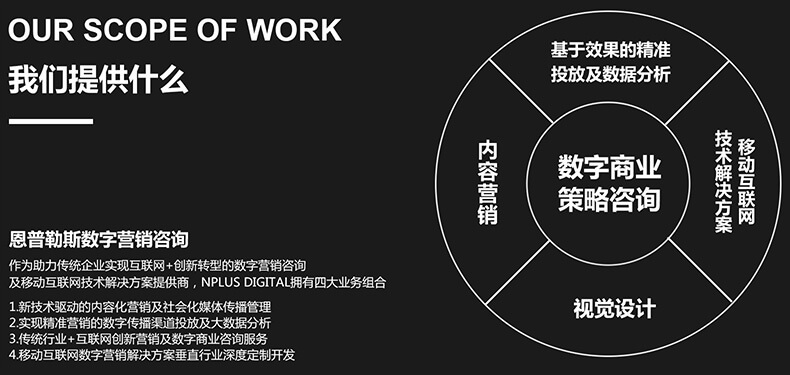 OUR SCOPE OF WORK
我们提供什么
恩普勒斯数字营销咨询
作为助力传统企业实现互联网+创新转型的数字营销咨询
及移动互联网技术解决方案提供商，NPLUS DIGITAL拥有四大业务组合
1.新技术驱动的内容化营销及社会化媒体传播管理
2.实现精准营销的数字传播渠道投放及大数据分析
3.传统行业+互联网创新营销及数字商业咨询服务
4.移动互联网数字营销解决方案垂直行业深度定制开发
基于效果的精准
投放及数据分析
内容营销
数字商业
策略咨询
移动互联网
技术解决方案
视觉设计